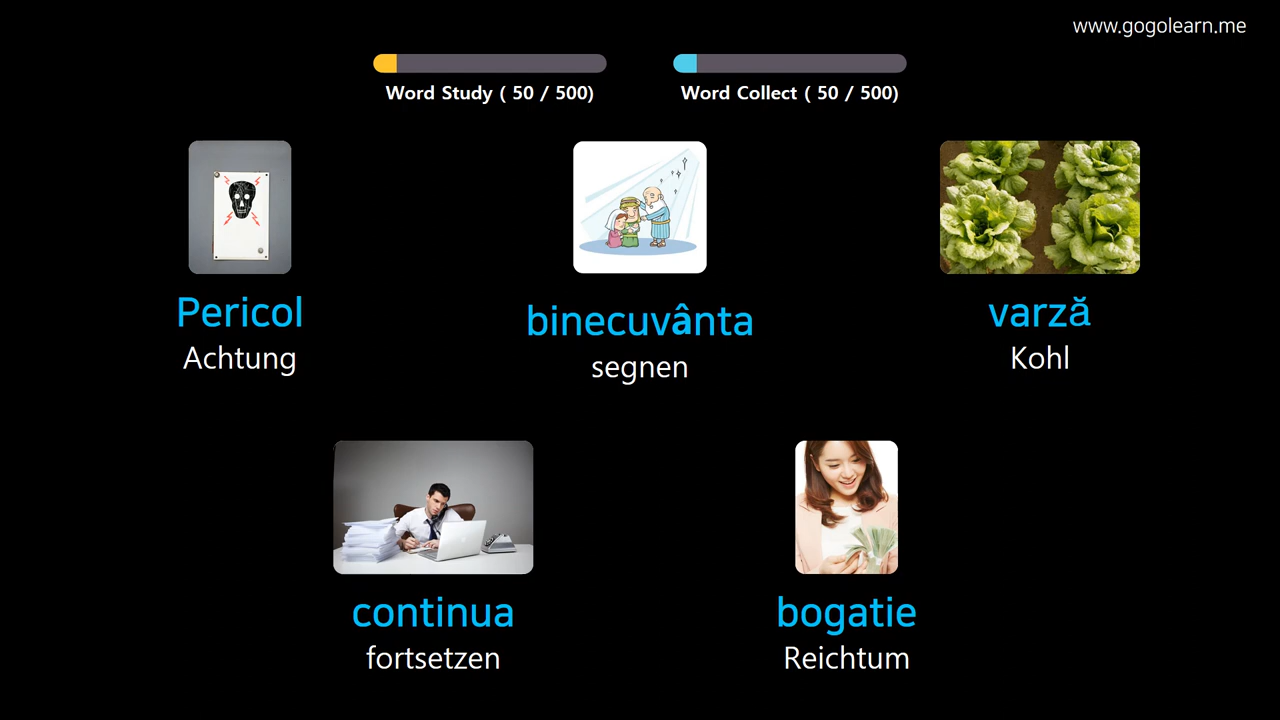 www.gogolearn.me
Word Study ( 50 / 500)
Word Collect ( 50 / 500)
Pericol
Achtung
binecuvânta
segnen
varză
Kohl
continua
fortsetzen
bogatie
Reichtum